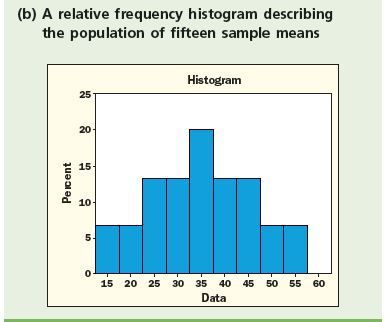 (b) A relative frequency histogram describing
the population of fifteen sample means
Histogram
25
20
15
10
5
0
Percent
15 20 25 30 35 40 45 50 55 60
Data